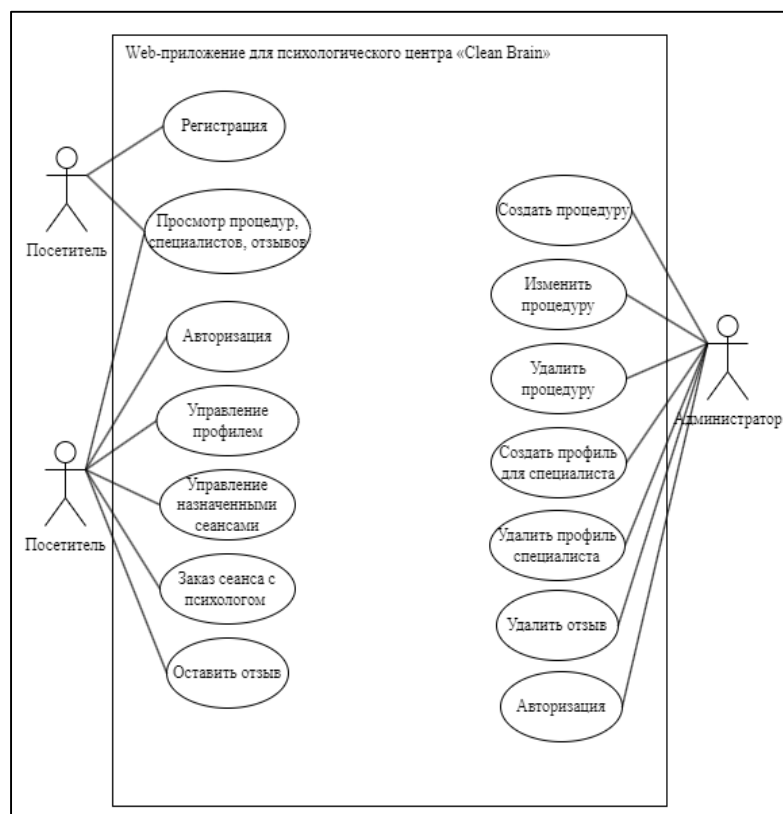 Web-приложение для психологического центра «Clean Brain»
Регистрация
Посетитель
Просмотр процедур,
специалистов, отзывов
Авторизация
Управление
профилем
Посетитель
Управление
назначенными
сеансами
Заказ сеанса с
психологом
Оставить отзыв
Создать процедуру
Изменить
процедуру
Удалить
процедуру
Администратор
Создать профиль
для специалиста
Удалить профиль
специалиста
Удалить отзыв
Авторизация